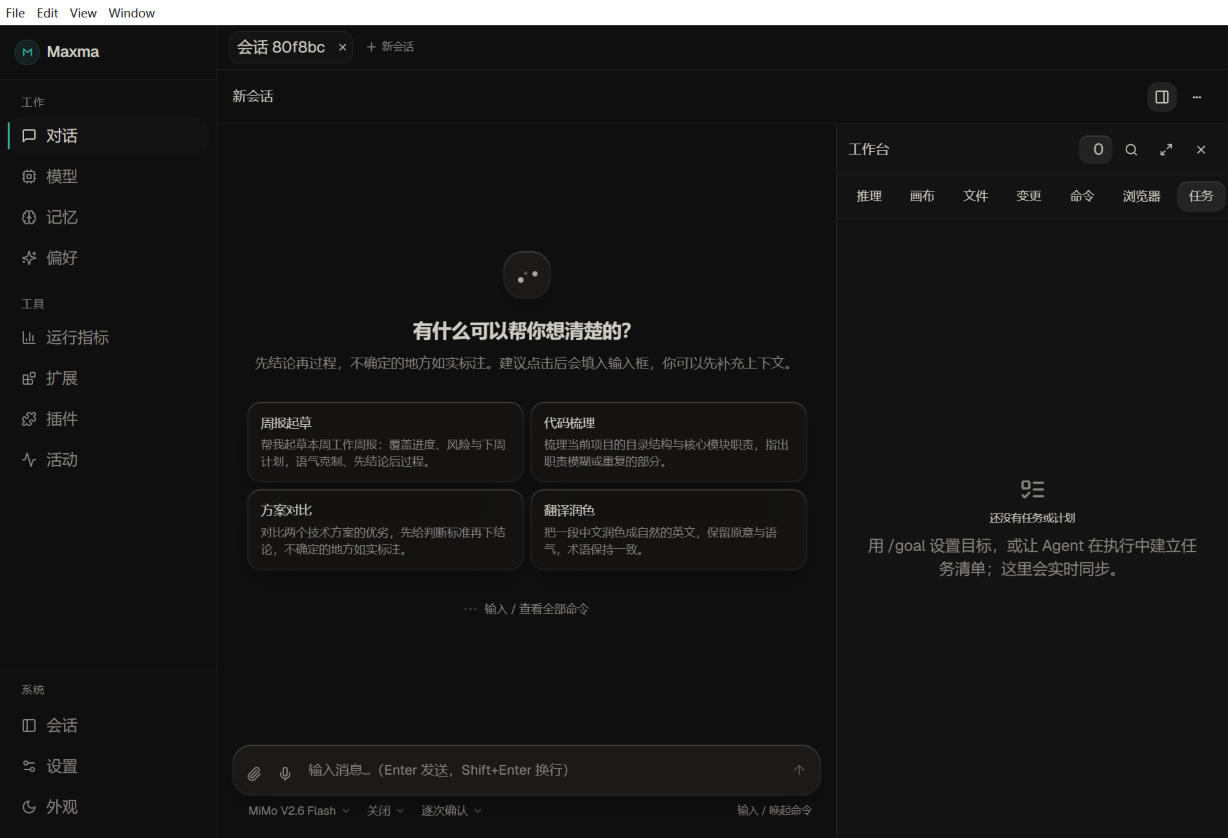 File Edit View Window
M Maxma
会话 80f8bc × + 新会话
工作
对话
模型
记忆
偏好
工具
运行指标
扩展
插件
活动
系统
会话
设置
外观
新会话
有什么可以帮你想清楚的?
先结论再过程，不确定的地方如实标注。建议点击后会填入输入框，你可以先补充上下文。
周报起草
帮我起草本周工作周报：覆盖进度、风险与下周
计划，语气克制、先结论后过程。
代码梳理
梳理当前项目的目录结构与核心模块职责，指出
职责模糊或重复的部分。
方案对比
对比两个技术方案的优劣，先给判断标准再下结
论，不确定的地方如实标注。
翻译润色
把一段中文润色成自然的英文，保留原意与语
气，术语保持一致。
··· 输入 / 查看全部命令
输入消息...（Enter 发送，Shift+Enter 换行）
MiMo V2.6 Flash 关闭 逐次确认 输入 / 唤起命令
工作台 0
推理 画布 文件 变更 命令 浏览器 任务
还没有任务或计划
用 /goal 设置目标，或让 Agent 在执行中建立任
务清单；这里会实时同步。